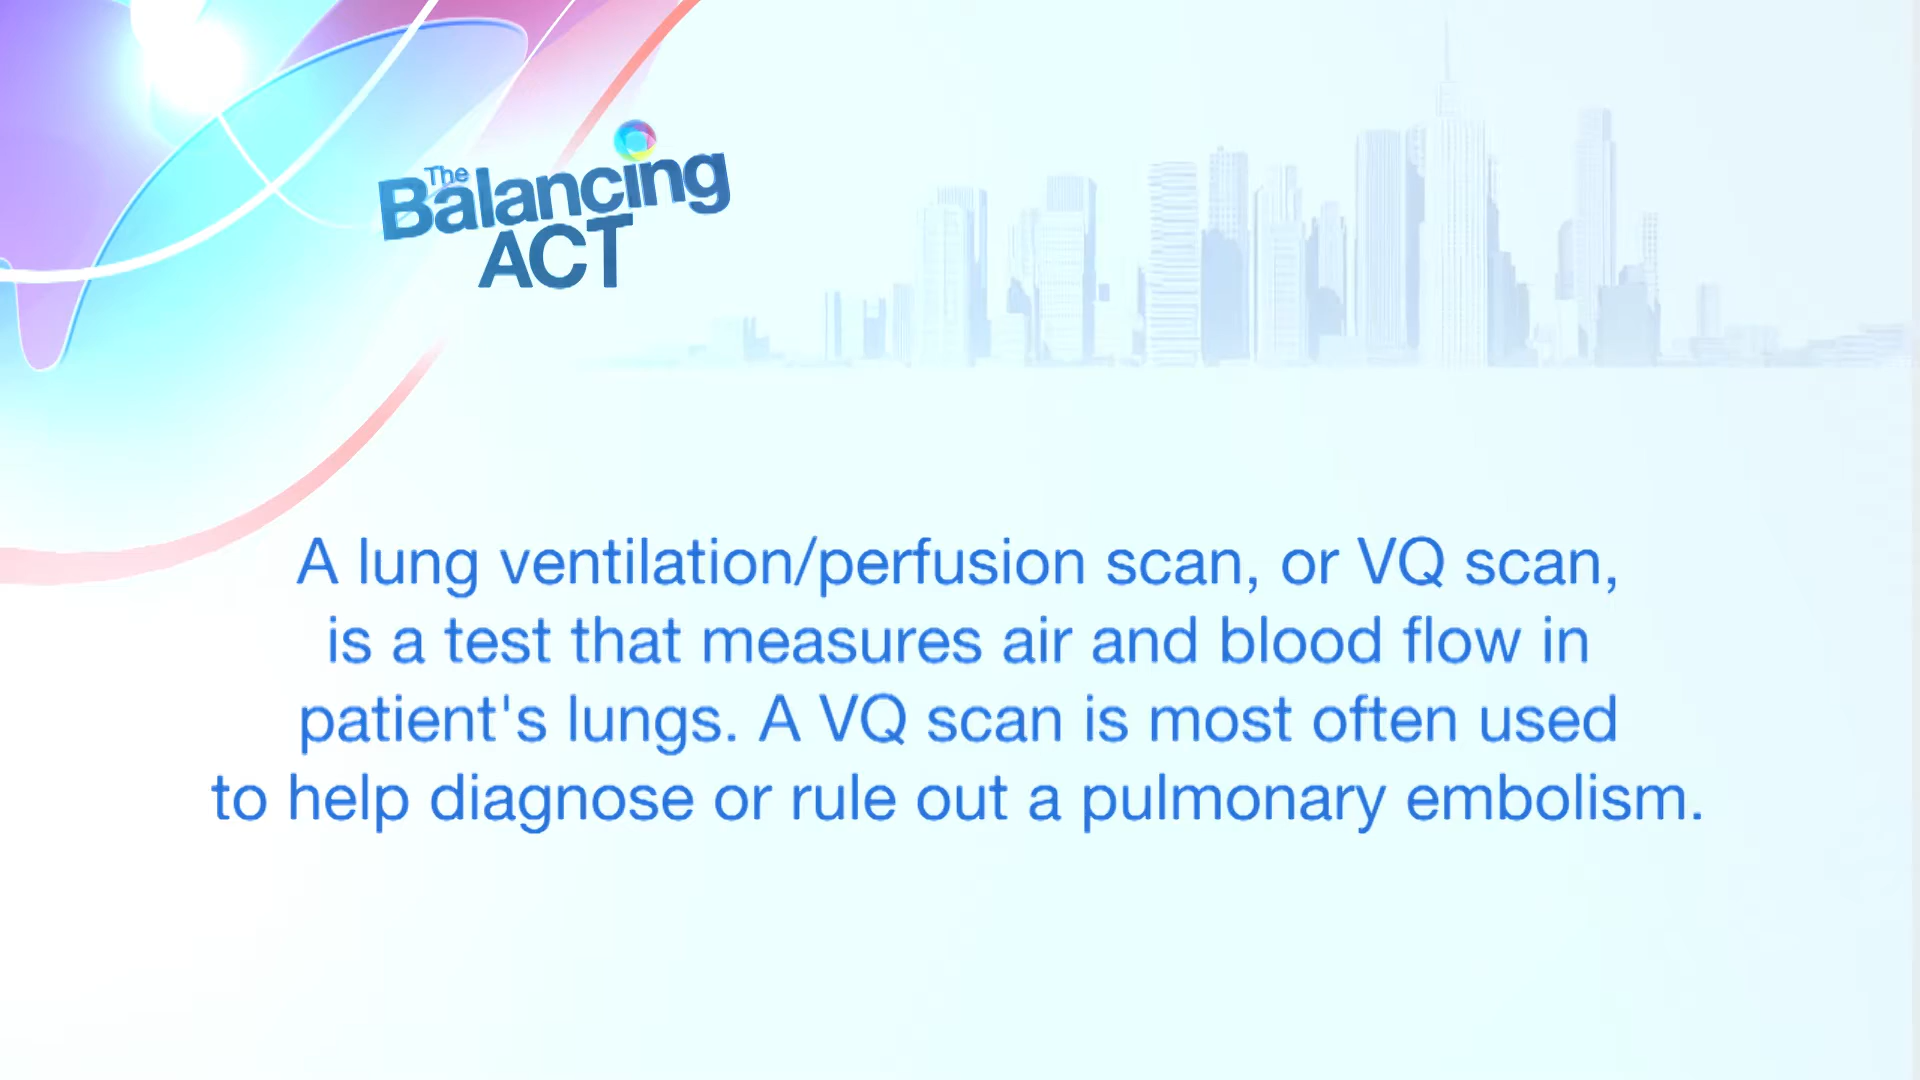 The
Balancing
ACT
A lung ventilation/perfusion scan, or VQ scan,
is a test that measures air and blood flow in
patient's lungs. A VQ scan is most often used
to help diagnose or rule out a pulmonary embolism.